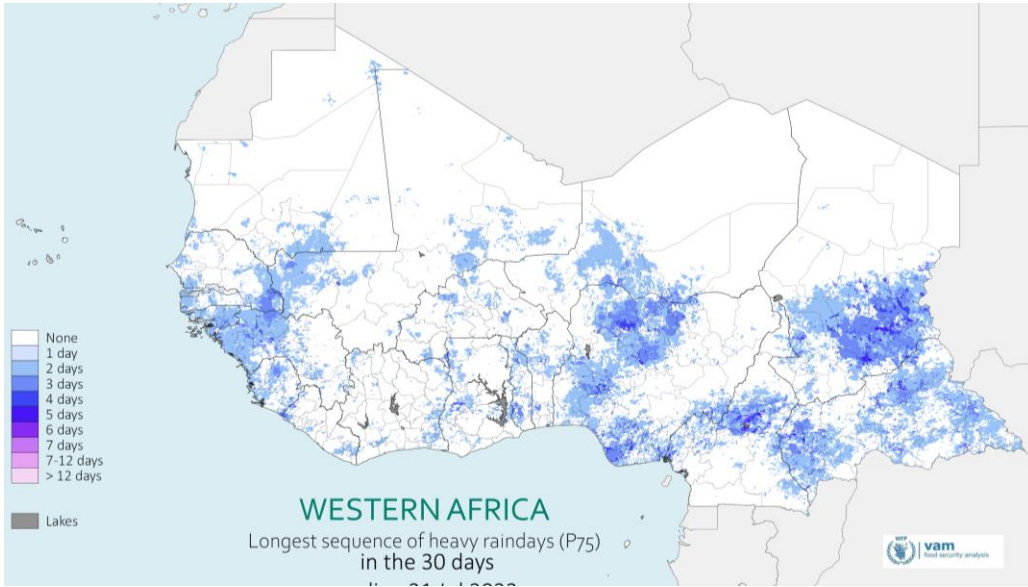 None
1 day
2 days
3 days
4 days
5 days
6 days
7 days
7-12 days
> 12 days
Lakes
WESTERN AFRICA
Longest sequence of heavy raindays (P75)
in the 30 days
WFP
vam
food security analysis